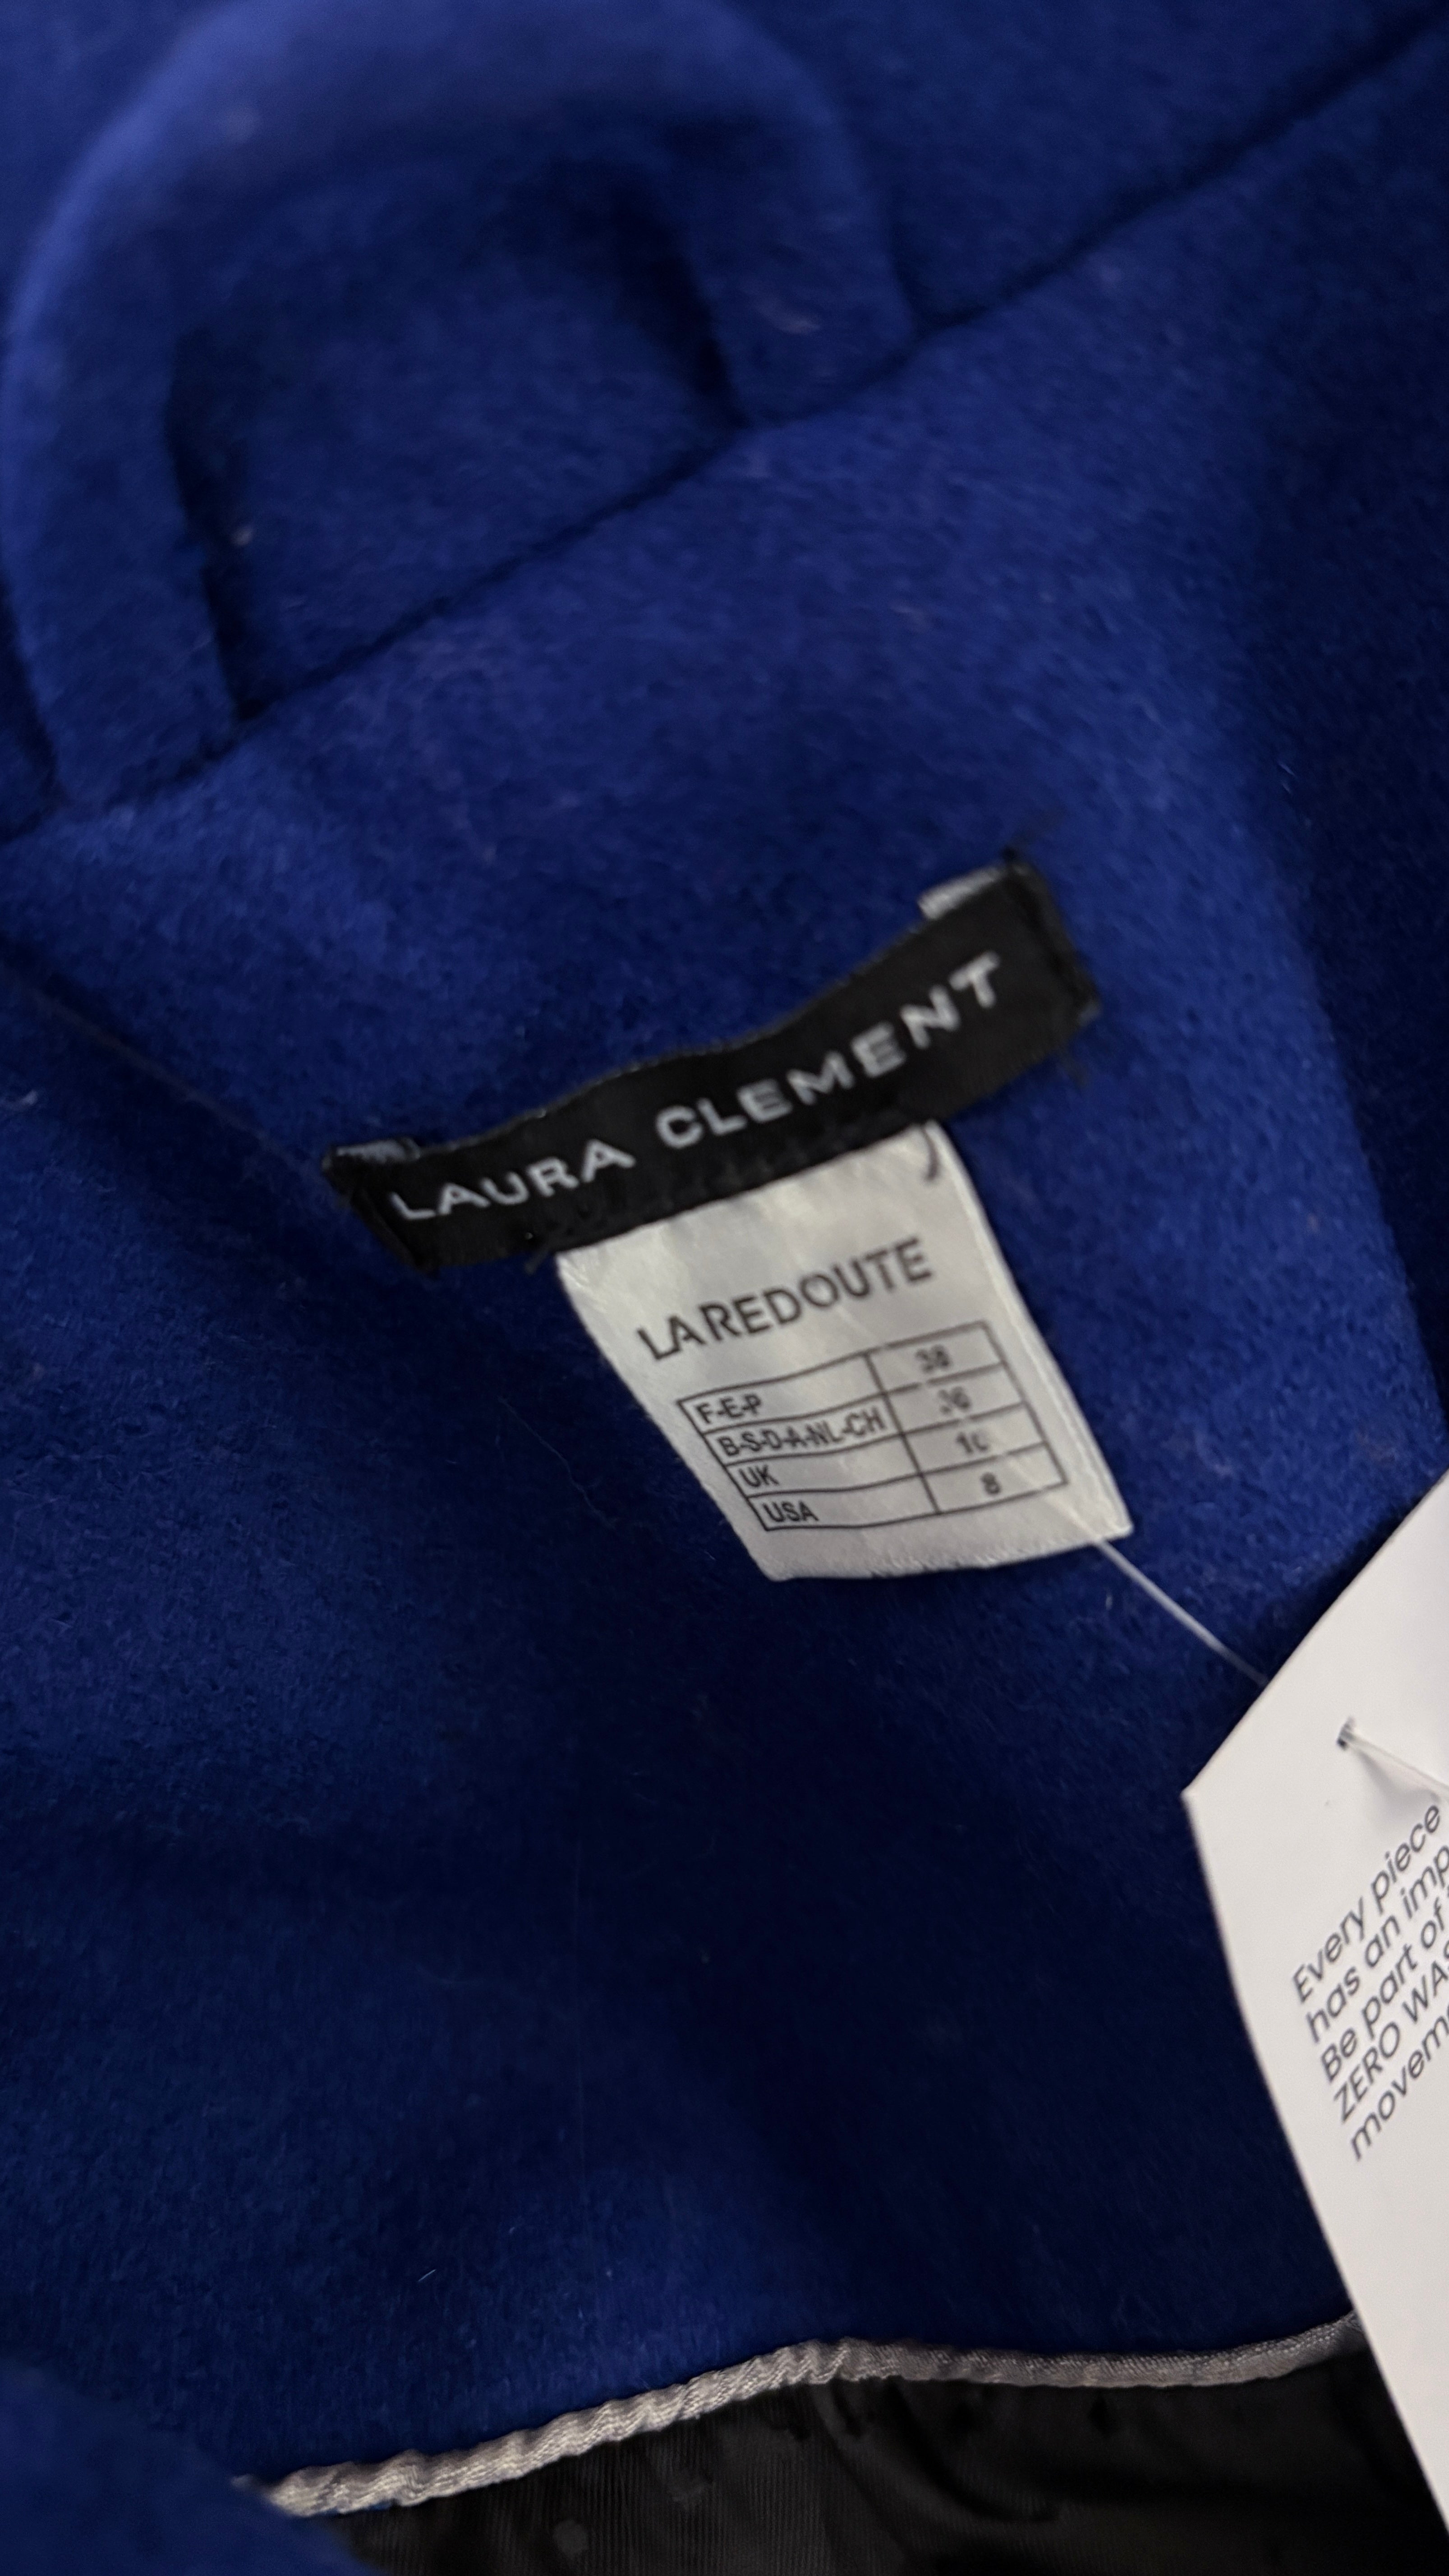 LAURA CLEMENT
LA REDOUTE
F-E-P 38
B-S-D-A-NL-CH 36
UK 10
USA 8
Every piece
has an imp
Be part of
ZERO WAS
movem